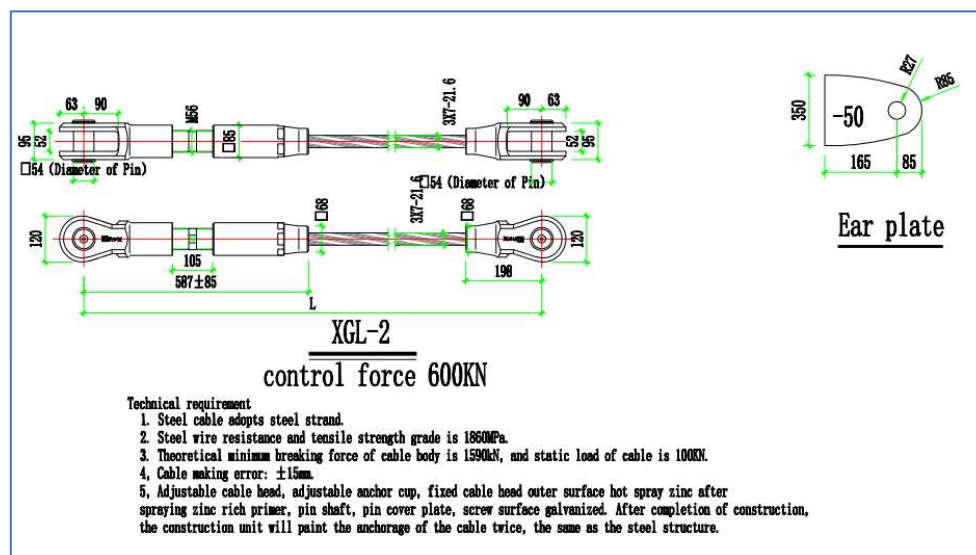 63 90 M56 3X7-21.6 90 63
95 52 □85 52 95
□54 (Diameter of Pin) □54 (Diameter of Pin)
120 □68 3X7-21.6 □68 120
105 198
587±85
L
R27 R85
350 -50
165 85
Ear plate
XGL-2
control force 600KN
Technical requirement
1. Steel cable adopts steel strand.
2. Steel wire resistance and tensile strength grade is 1860MPa.
3. Theoretical minimum breaking force of cable body is 1590kN, and static load of cable is 100KN.
4, Cable making error: ±15mm.
5, Adjustable cable head, adjustable anchor cup, fixed cable head outer surface hot spray zinc after
spraying zinc rich primer, pin shaft, pin cover plate, screw surface galvanized. After completion of construction,
the construction unit will paint the anchorage of the cable twice, the same as the steel structure.